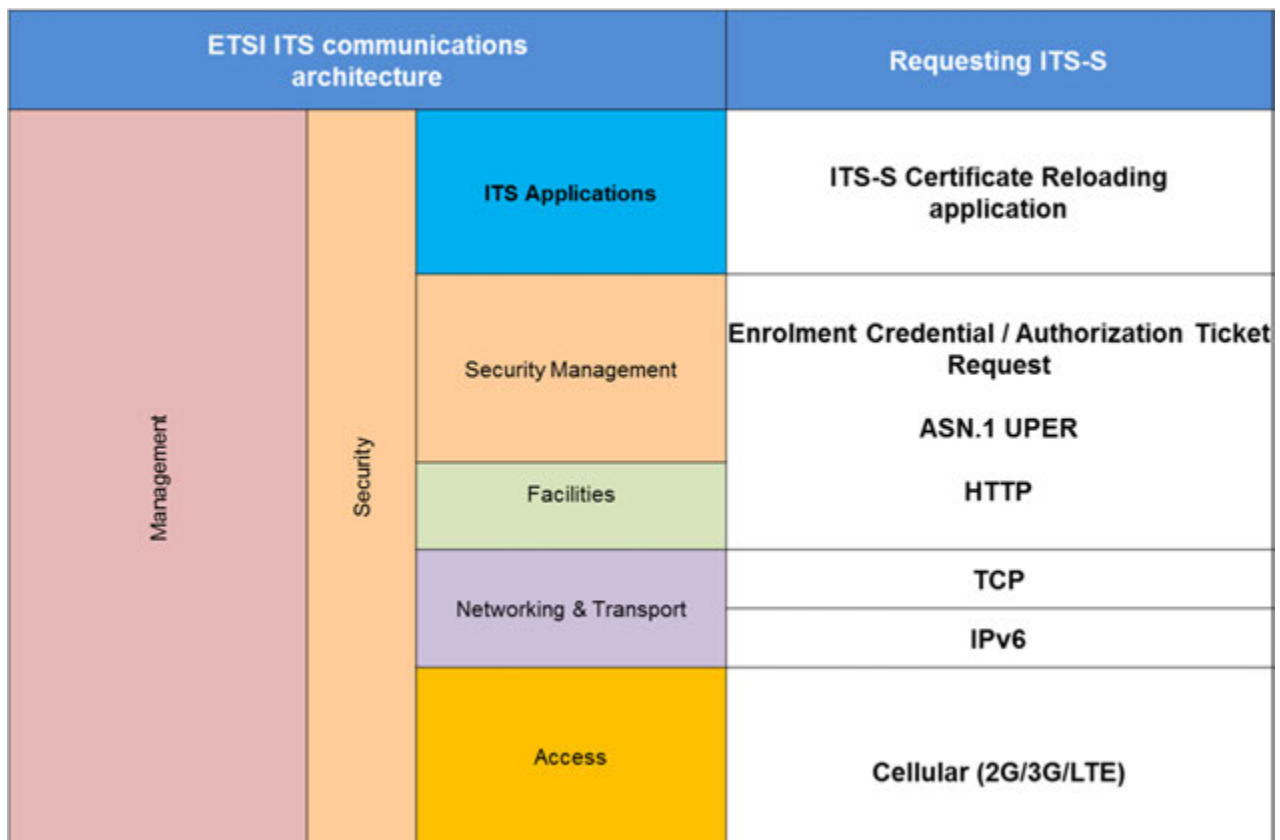 ETSI ITS communications
architecture
Requesting ITS-S
Management
Security
ITS Applications
ITS-S Certificate Reloading
application
Security Management
Enrolment Credential / Authorization Ticket
Request
ASN.1 UPER
Facilities
HTTP
Networking & Transport
TCP
IPv6
Access
Cellular (2G/3G/LTE)